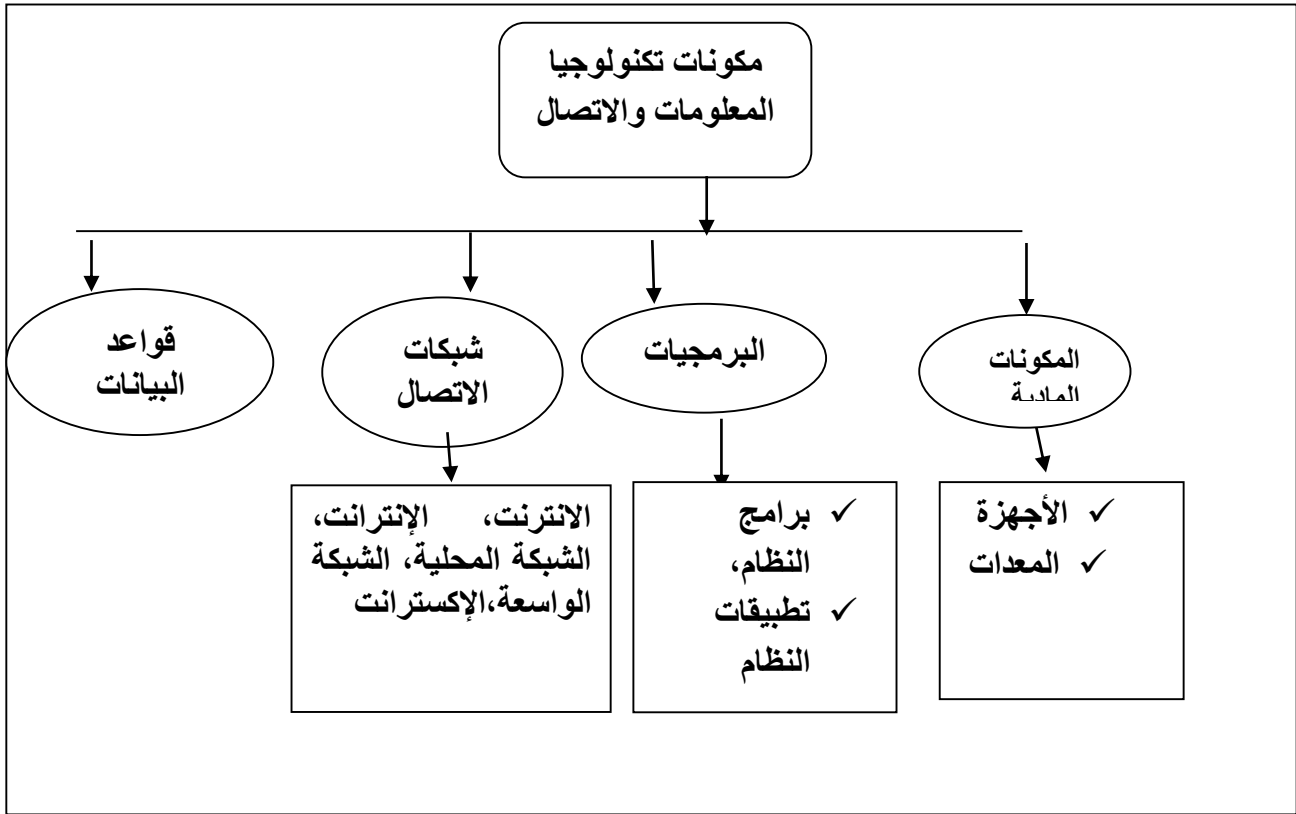 مكونات تكنولوجيا
المعلومات والاتصال
المكونات
المادية
البرمجيات
شبكات
الاتصال
قواعد
البيانات
✓ الأجهزة
✓ المعدات
✓ برامج
النظام،
✓ تطبيقات
النظام
الانترنت، الإنترانت،
الشبكة المحلية، الشبكة
الواسعة،الإكسترانت